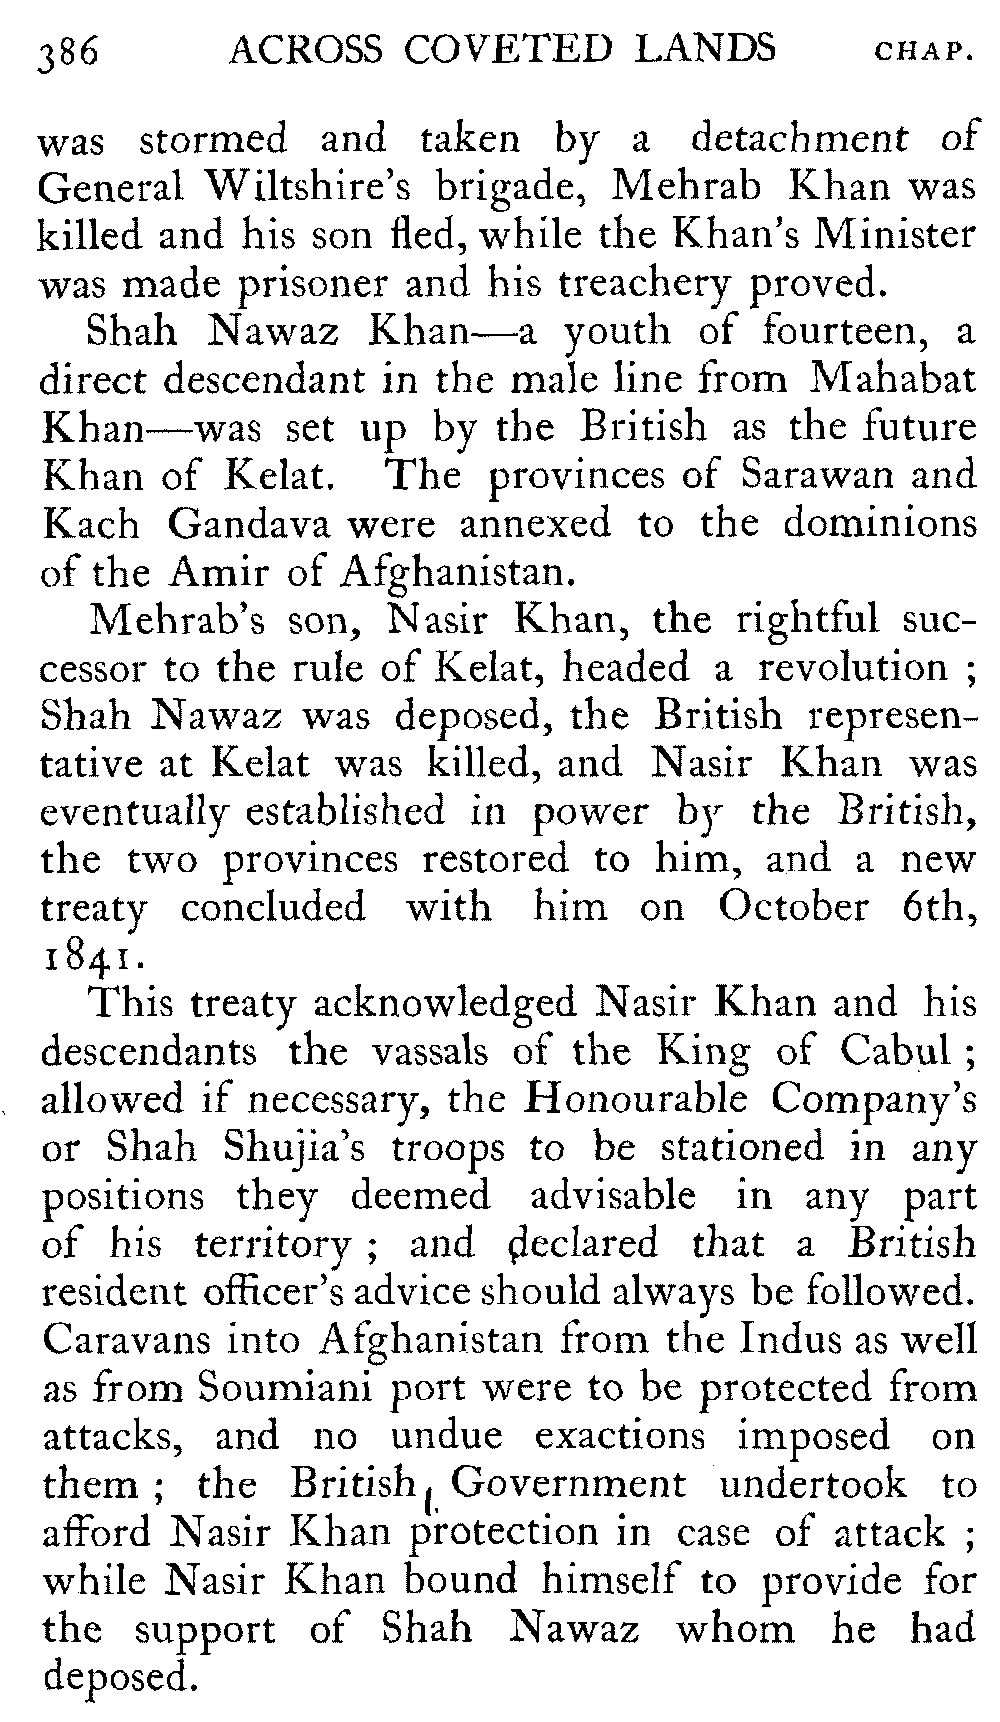 386 ACROSS COVETED LANDS CHAP.
was stormed and taken by a detachment of
General Wiltshire's brigade, Mehrab Khan was
killed and his son fled, while the Khan's Minister
was made prisoner and his treachery proved.
Shah Nawaz Khan—a youth of fourteen, a
direct descendant in the male line from Mahabat
Khan—was set up by the British as the future
Khan of Kelat. The provinces of Sarawan and
Kach Gandava were annexed to the dominions
of the Amir of Afghanistan.
Mehrab's son, Nasir Khan, the rightful suc-
cessor to the rule of Kelat, headed a revolution ;
Shah Nawaz was deposed, the British represen-
tative at Kelat was killed, and Nasir Khan was
eventually established in power by the British,
the two provinces restored to him, and a new
treaty concluded with him on October 6th,
1841.
This treaty acknowledged Nasir Khan and his
descendants the vassals of the King of Cabul ;
allowed if necessary, the Honourable Company's
or Shah Shujia's troops to be stationed in any
positions they deemed advisable in any part
of his territory ; and declared that a British
resident officer's advice should always be followed.
Caravans into Afghanistan from the Indus as well
as from Soumiani port were to be protected from
attacks, and no undue exactions imposed on
them ; the British Government undertook to
afford Nasir Khan protection in case of attack ;
while Nasir Khan bound himself to provide for
the support of Shah Nawaz whom he had
deposed.